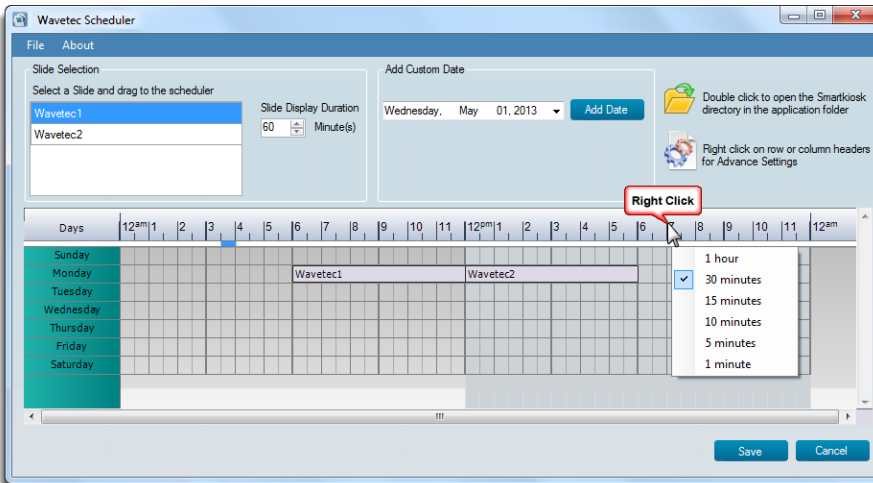 Wavetec Scheduler
File About
Slide Selection
Select a Slide and drag to the scheduler
Wavetec1
Wavetec2
Slide Display Duration
60 Minute(s)
Add Custom Date
Wednesday, May 01, 2013
Add Date
Double click to open the Smartkiosk
directory in the application folder
Right click on row or column headers
for Advance Settings
Right Click
Days 12am 1 2 3 4 5 6 7 8 9 10 11 12pm 1 2 3 4 5 6 7 8 9 10 11 12am
Sunday
Monday Wavetec1 Wavetec2
Tuesday
Wednesday
Thursday
Friday
Saturday
1 hour
30 minutes
15 minutes
10 minutes
5 minutes
1 minute
Save Cancel